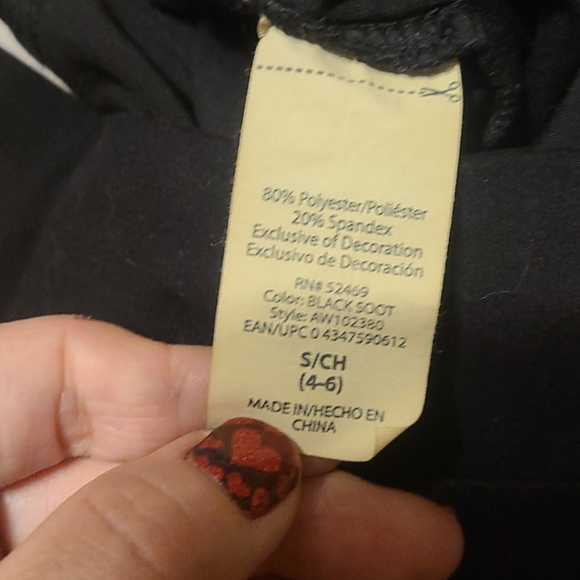 80% Polyester/Poliéster
20% Spandex
Exclusive of Decoration
Exclusivo de Decoración
RN# 52469
Color: BLACK SOOT
Style: AW102380
EAN/UPC 0 4347590612
S/CH
(4-6)
MADE IN/HECHO EN
CHINA